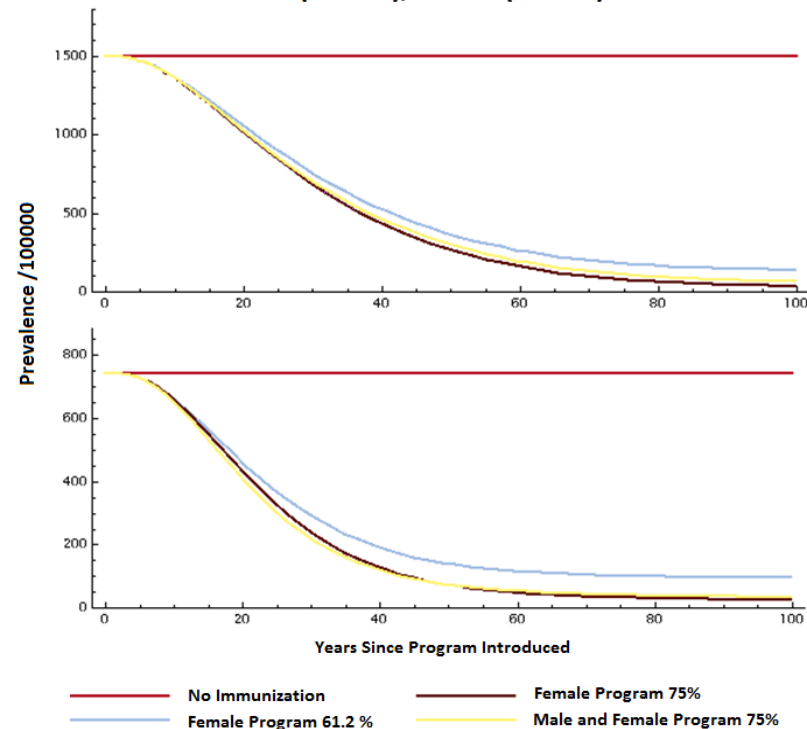 1500
1000
500
0
0 20 40 60 80 100
Prevalence /100000
800
600
400
200
0
0 20 40 60 80 100
Years Since Program Introduced
No Immunization
Female Program 75%
Female Program 61.2 %
Male and Female Program 75%